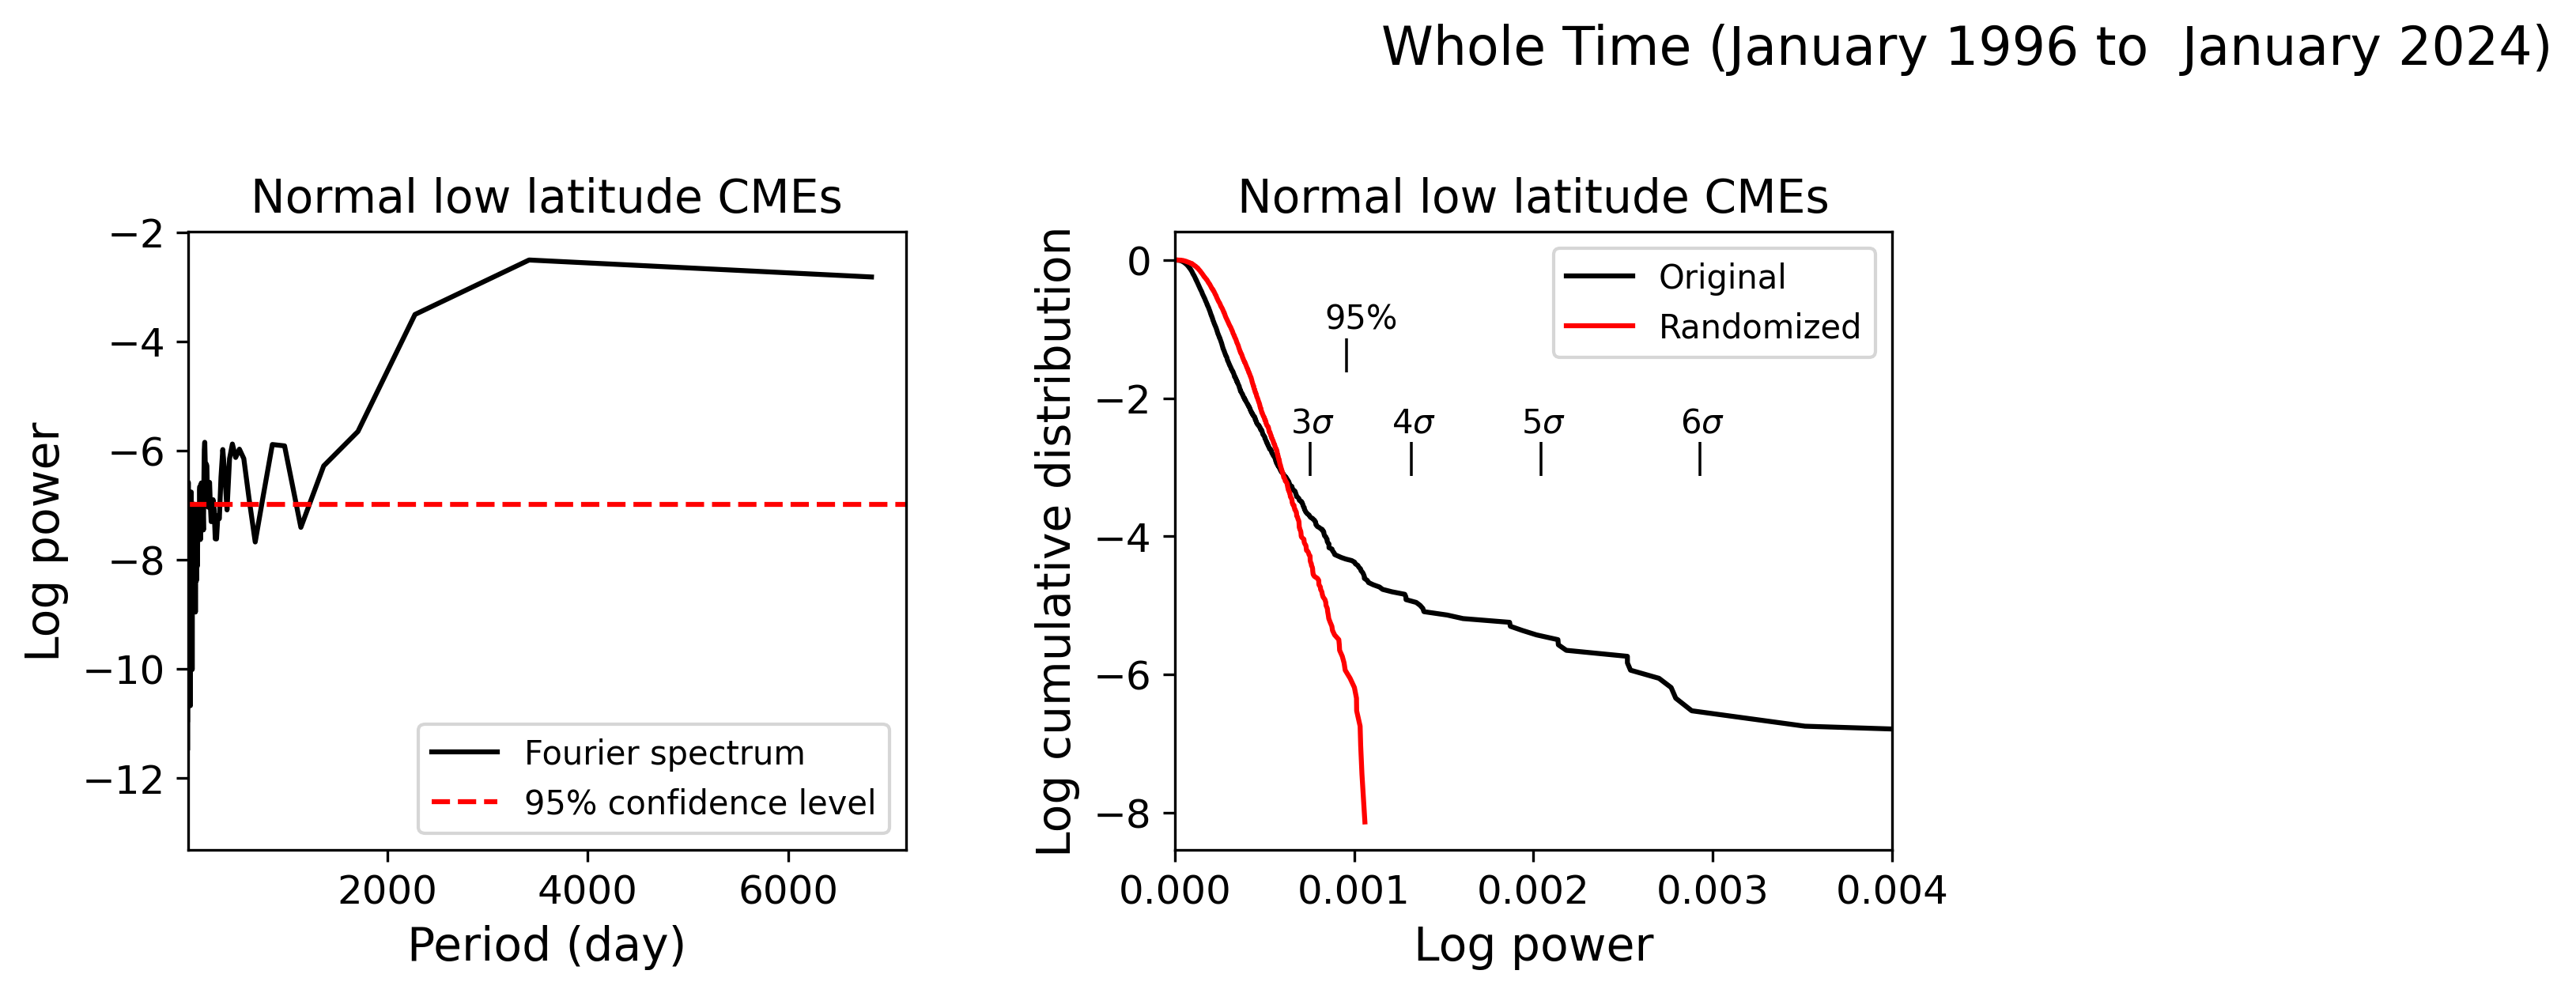 Whole Time (January 1996 to  January 2024)
Normal low latitude CMEs
−2
−4
−6
−8
−10
−12
Log power
Fourier spectrum
95% confidence level
2000 4000 6000
Period (day)
Normal low latitude CMEs
0
−2
−4
−6
−8
Log cumulative distribution
Original
Randomized
95%
3σ 4σ 5σ 6σ
0.000 0.001 0.002 0.003 0.004
Log power